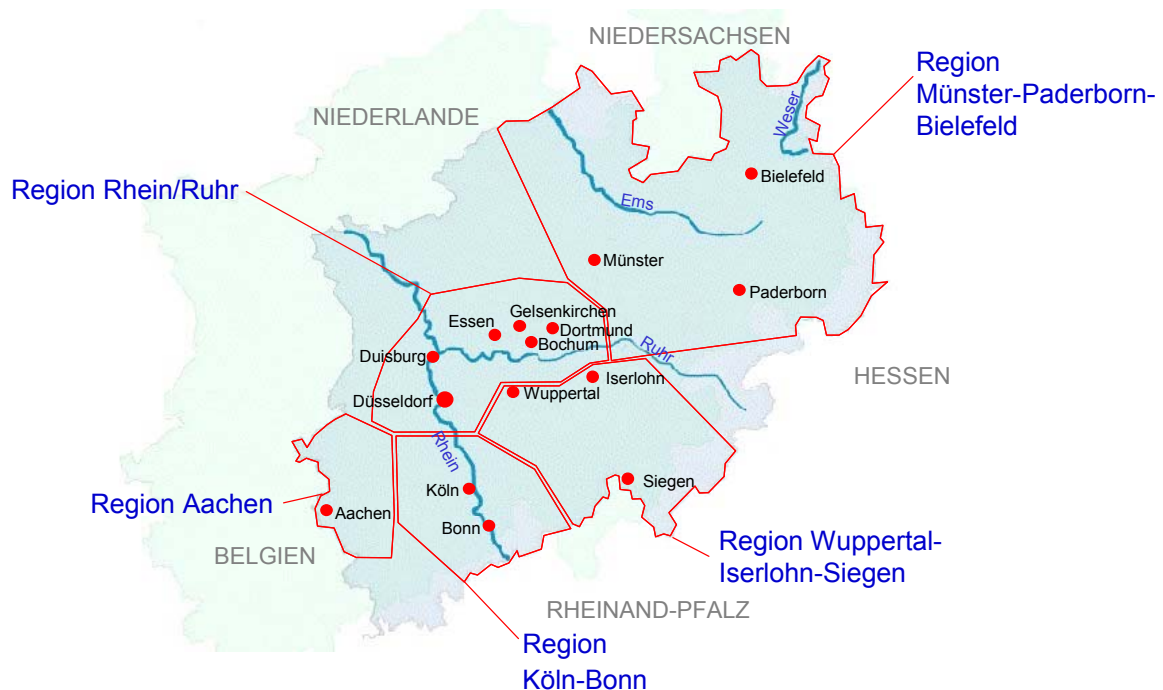 NIEDERSACHSEN
Region
Münster-Paderborn-
Bielefeld
NIEDERLANDE
Weser
Bielefeld
Region Rhein/Ruhr
Ems
Münster
Paderborn
Gelsenkirchen
Essen
Dortmund
Bochum
Ruhr
Duisburg
HESSEN
Iserlohn
Wuppertal
Düsseldorf
Rhein
Köln
Siegen
Region Aachen
Aachen
Bonn
BELGIEN
Region Wuppertal-
Iserlohn-Siegen
RHEINAND-PFALZ
Region
Köln-Bonn